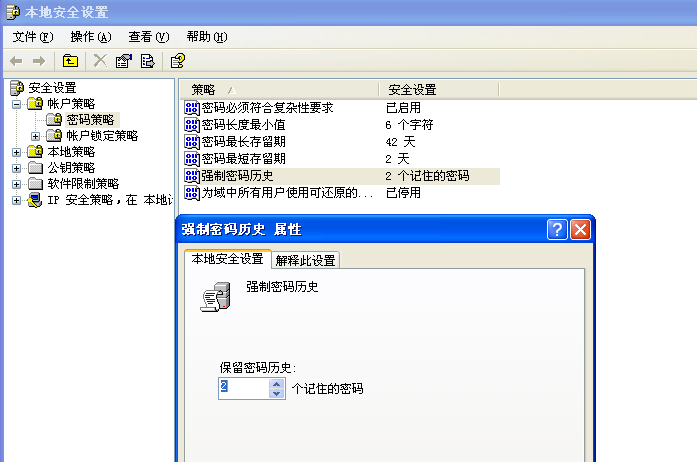 本地安全设置
文件(F) 操作(A) 查看(V) 帮助(H)
安全设置
帐户策略
密码策略
帐户锁定策略
本地策略
公钥策略
软件限制策略
IP 安全策略，在 本地计
策略 安全设置
密码必须符合复杂性要求 已启用
密码长度最小值 6 个字符
密码最长存留期 42 天
密码最短存留期 2 天
强制密码历史 2 个记住的密码
为域中所有用户使用可还原的... 已停用
强制密码历史 属性
本地安全设置 解释此设置
强制密码历史
保留密码历史:
2 个记住的密码